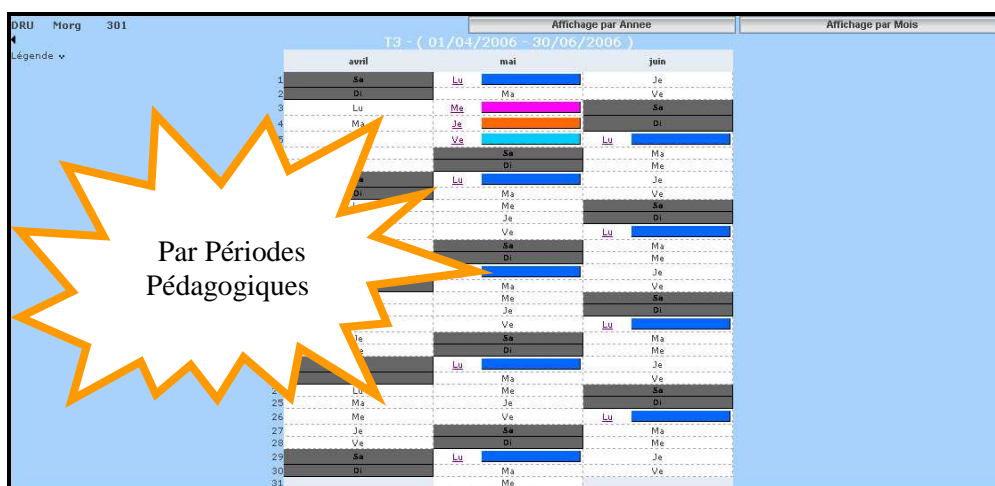 DRU Morg 301 Affichage par Annee Affichage par Mois
T3 - ( 01/04/2006 - 30/06/2006 )
Légende
avril mai juin
1 Sa Lu Je
2 Di Ma Ve
3 Lu Me Sa
4 Ma Je Di
Ve Lu
Sa Ma
Di Me
Lu Je
Di Ma Ve
Me Sa
Je Di
Ve Lu
Sa Ma
Di Me
Je
Ma Ve
Me Sa
Je Di
Ve Lu
Je Sa Ma
Di Me
Lu Je
Ma Ve
Lu Me Sa
25 Ma Je Di
26 Me Ve Lu
27 Je Sa Ma
28 Ve Di Me
29 Sa Lu Je
30 Di Ma Ve
31 Me
Par Périodes
Pédagogiques